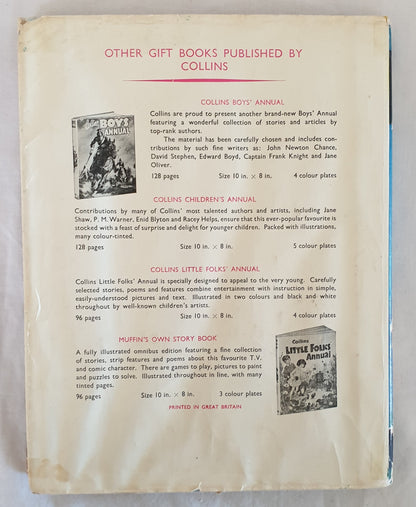 OTHER GIFT BOOKS PUBLISHED BY
COLLINS
COLLINS BOYS' ANNUAL
Collins are proud to present another brand-new Boys' Annual
featuring a wonderful collection of stories and articles by
top-rank authors.
The material has been carefully chosen and includes con-
tributions by such fine writers as: John Newton Chance,
David Stephen, Edward Boyd, Captain Frank Knight and Jane
Oliver.
128 pages Size 10 in. × 8 in. 4 colour plates
Collins
BOYS'
ANNUAL
COLLINS CHILDREN'S ANNUAL
Contributions by many of Collins' most talented authors and artists, including Jane
Shaw, P. M. Warner, Enid Blyton and Racey Helps, ensure that this ever-popular favourite is
stocked with a feast of surprise and delight for younger children. Packed with illustrations,
many colour-tinted.
128 pages Size 10 in. × 8 in. 5 colour plates
COLLINS LITTLE FOLKS' ANNUAL
Collins Little Folks' Annual is specially designed to appeal to the very young. Carefully
selected stories, poems and features combine entertainment with instruction in simple,
easily-understood pictures and text. Illustrated in two colours and black and white
throughout by well-known children's artists.
96 pages Size 10 in. × 8 in. 4 colour plates
MUFFIN'S OWN STORY BOOK
A fully illustrated omnibus edition featuring a fine collection
of stories, strip features and poems about this favourite T.V.
and comic character. There are games to play, pictures to paint
and puzzles to solve. Illustrated throughout in line, with many
tinted pages.
96 pages Size 10 in. × 8 in. 3 colour plates
Collins
LITTLE FOLKS
Annual
PRINTED IN GREAT BRITAIN